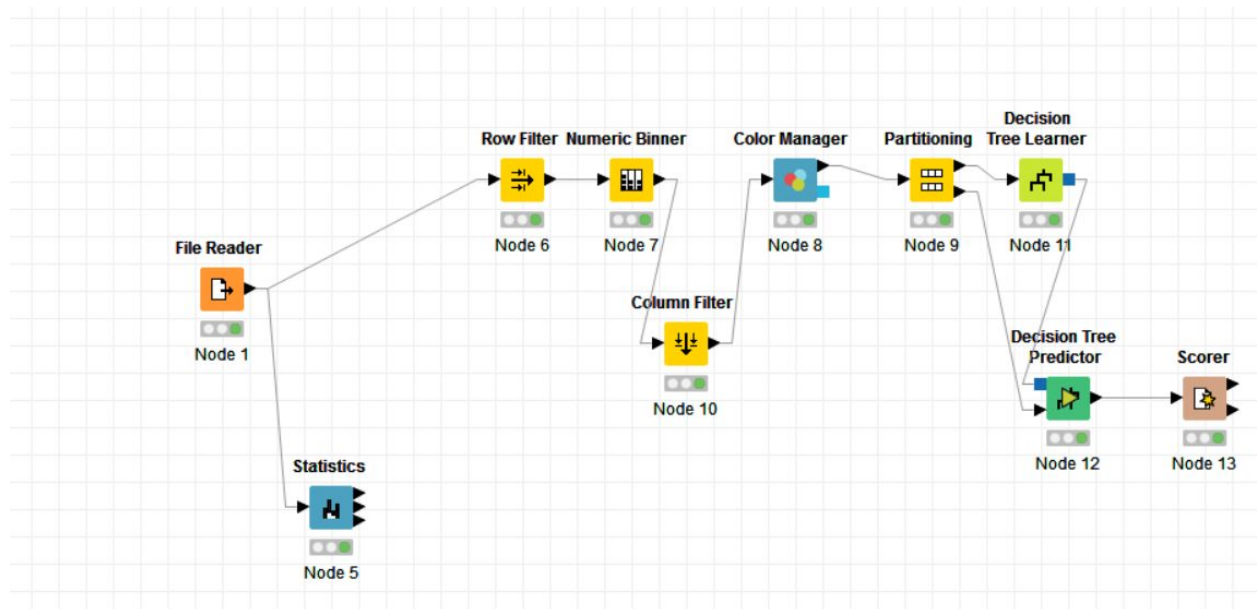 Decision
Row Filter Numeric Binner Color Manager Partitioning Tree Learner
Node 6 Node 7 Node 8 Node 9 Node 11
File Reader
Node 1
Column Filter
Node 10
Decision Tree
Predictor Scorer
Node 12 Node 13
Statistics
Node 5